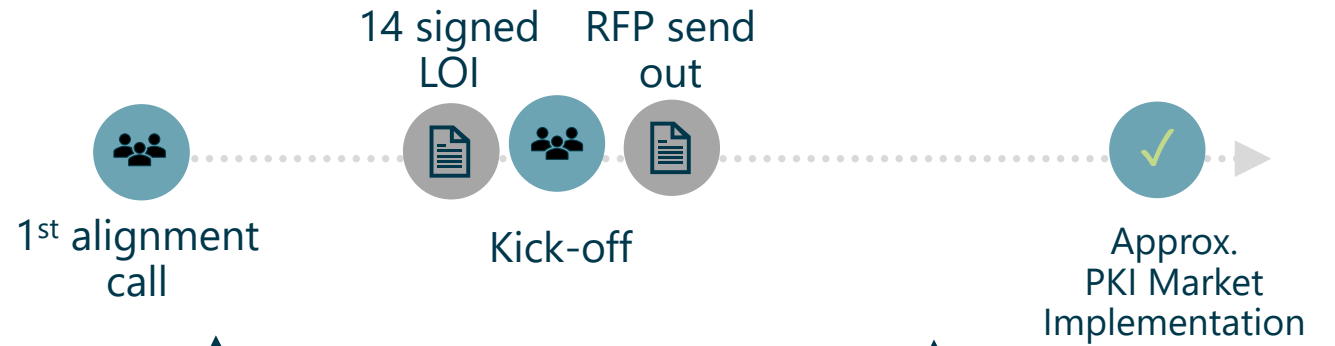 14 signed
LOI
RFP send
out
1st alignment
call
Kick-off
Approx.
PKI Market
Implementation